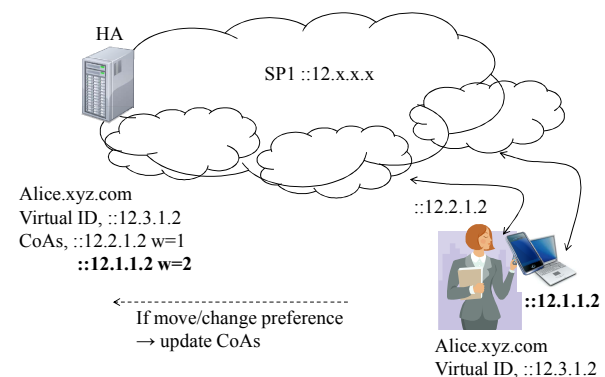 HA
SP1 ::12.x.x.x
Alice.xyz.com
Virtual ID, ::12.3.1.2
CoAs, ::12.2.1.2 w=1
::12.1.1.2 w=2
::12.2.1.2
::12.1.1.2
If move/change preference
→ update CoAs
Alice.xyz.com
Virtual ID, ::12.3.1.2